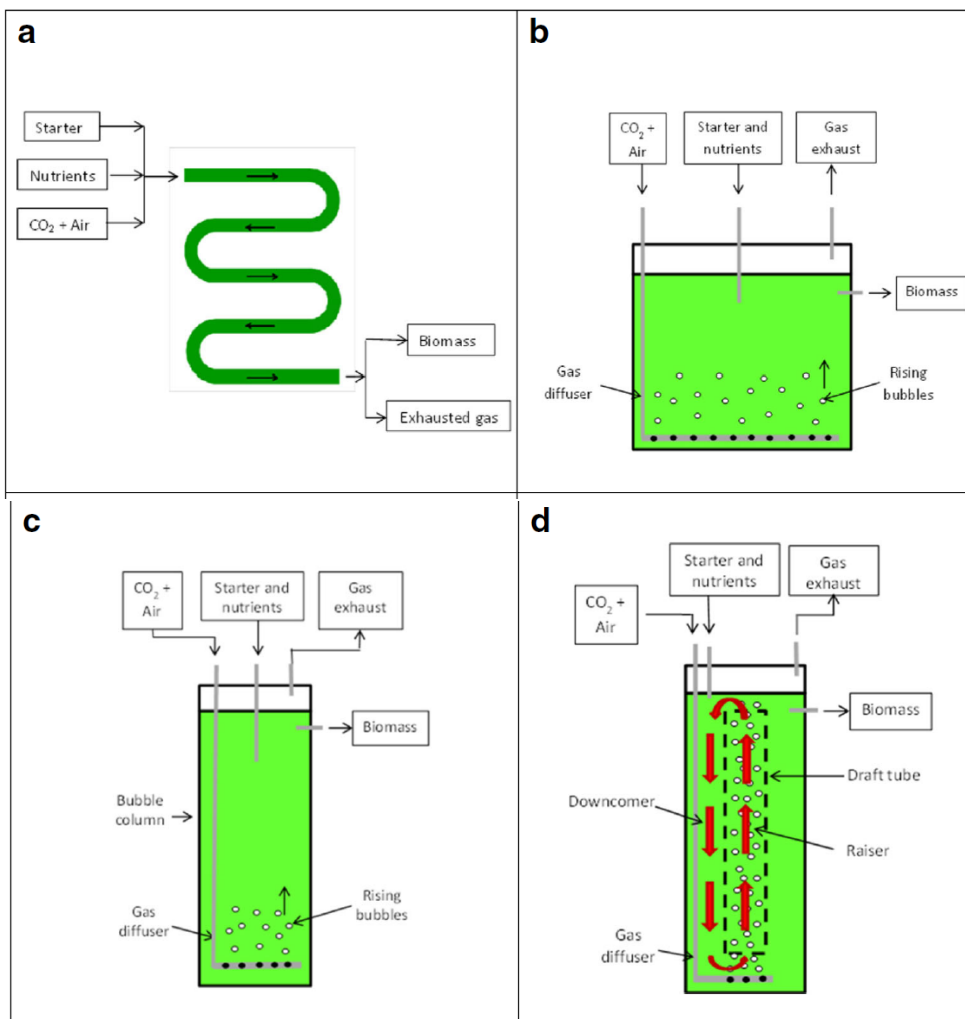 a
Starter
Nutrients
CO₂ + Air
Biomass
Exhausted gas
b
CO₂ +
Air
Starter and
nutrients
Gas
exhaust
Biomass
Gas
diffuser
Rising
bubbles
c
CO₂ +
Air
Starter and
nutrients
Gas
exhaust
Biomass
Bubble
column
Gas
diffuser
Rising
bubbles
d
CO₂ +
Air
Starter and
nutrients
Gas
exhaust
Biomass
Draft tube
Downcomer
Raiser
Gas
diffuser